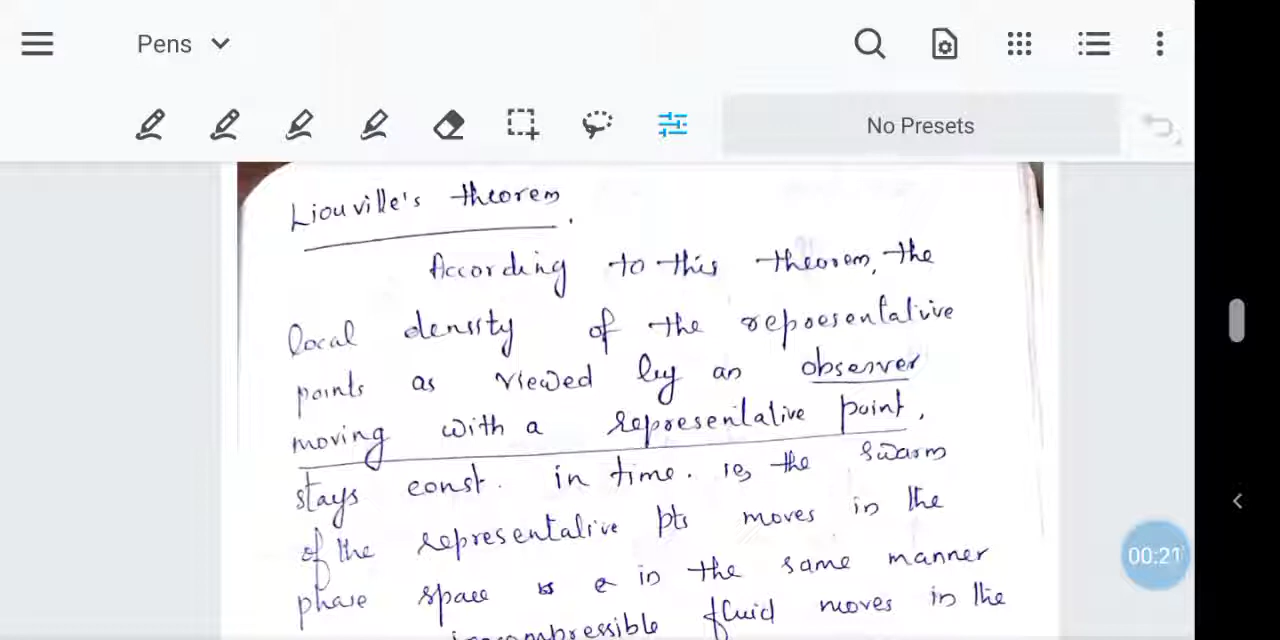 Pens
No Presets
Liouville's theorem.
According to this theorem, the
local density of the representative
points as viewed by an observer
moving with a representative point,
stays const. in time. ie, the swarm
of the representative pts moves in the
phase space in the same manner
incompressible fluid moves in the
00:21